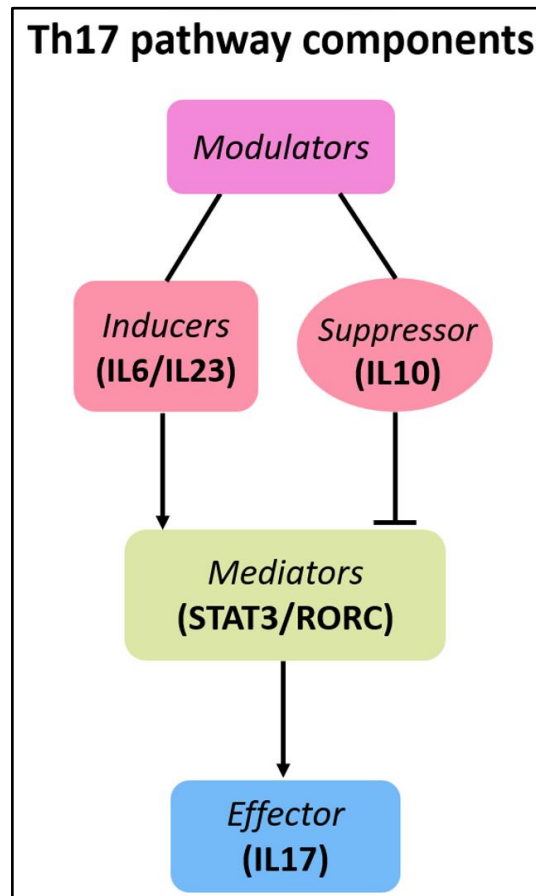 Th17 pathway components
Modulators
Inducers
(IL6/IL23)
Suppressor
(IL10)
Mediators
(STAT3/RORC)
Effector
(IL17)